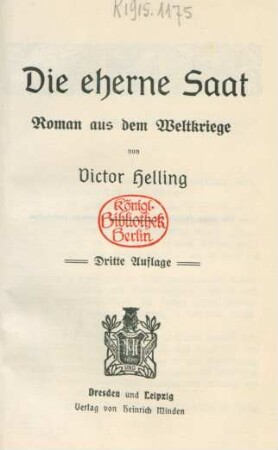 K1915.1175
Die eherne Saat
Roman aus dem Weltkriege
von
Victor Helling
Königl.
Bibliothek
Berlin
Dritte Auflage
Dresden und Leipzig
Verlag von Heinrich Minden